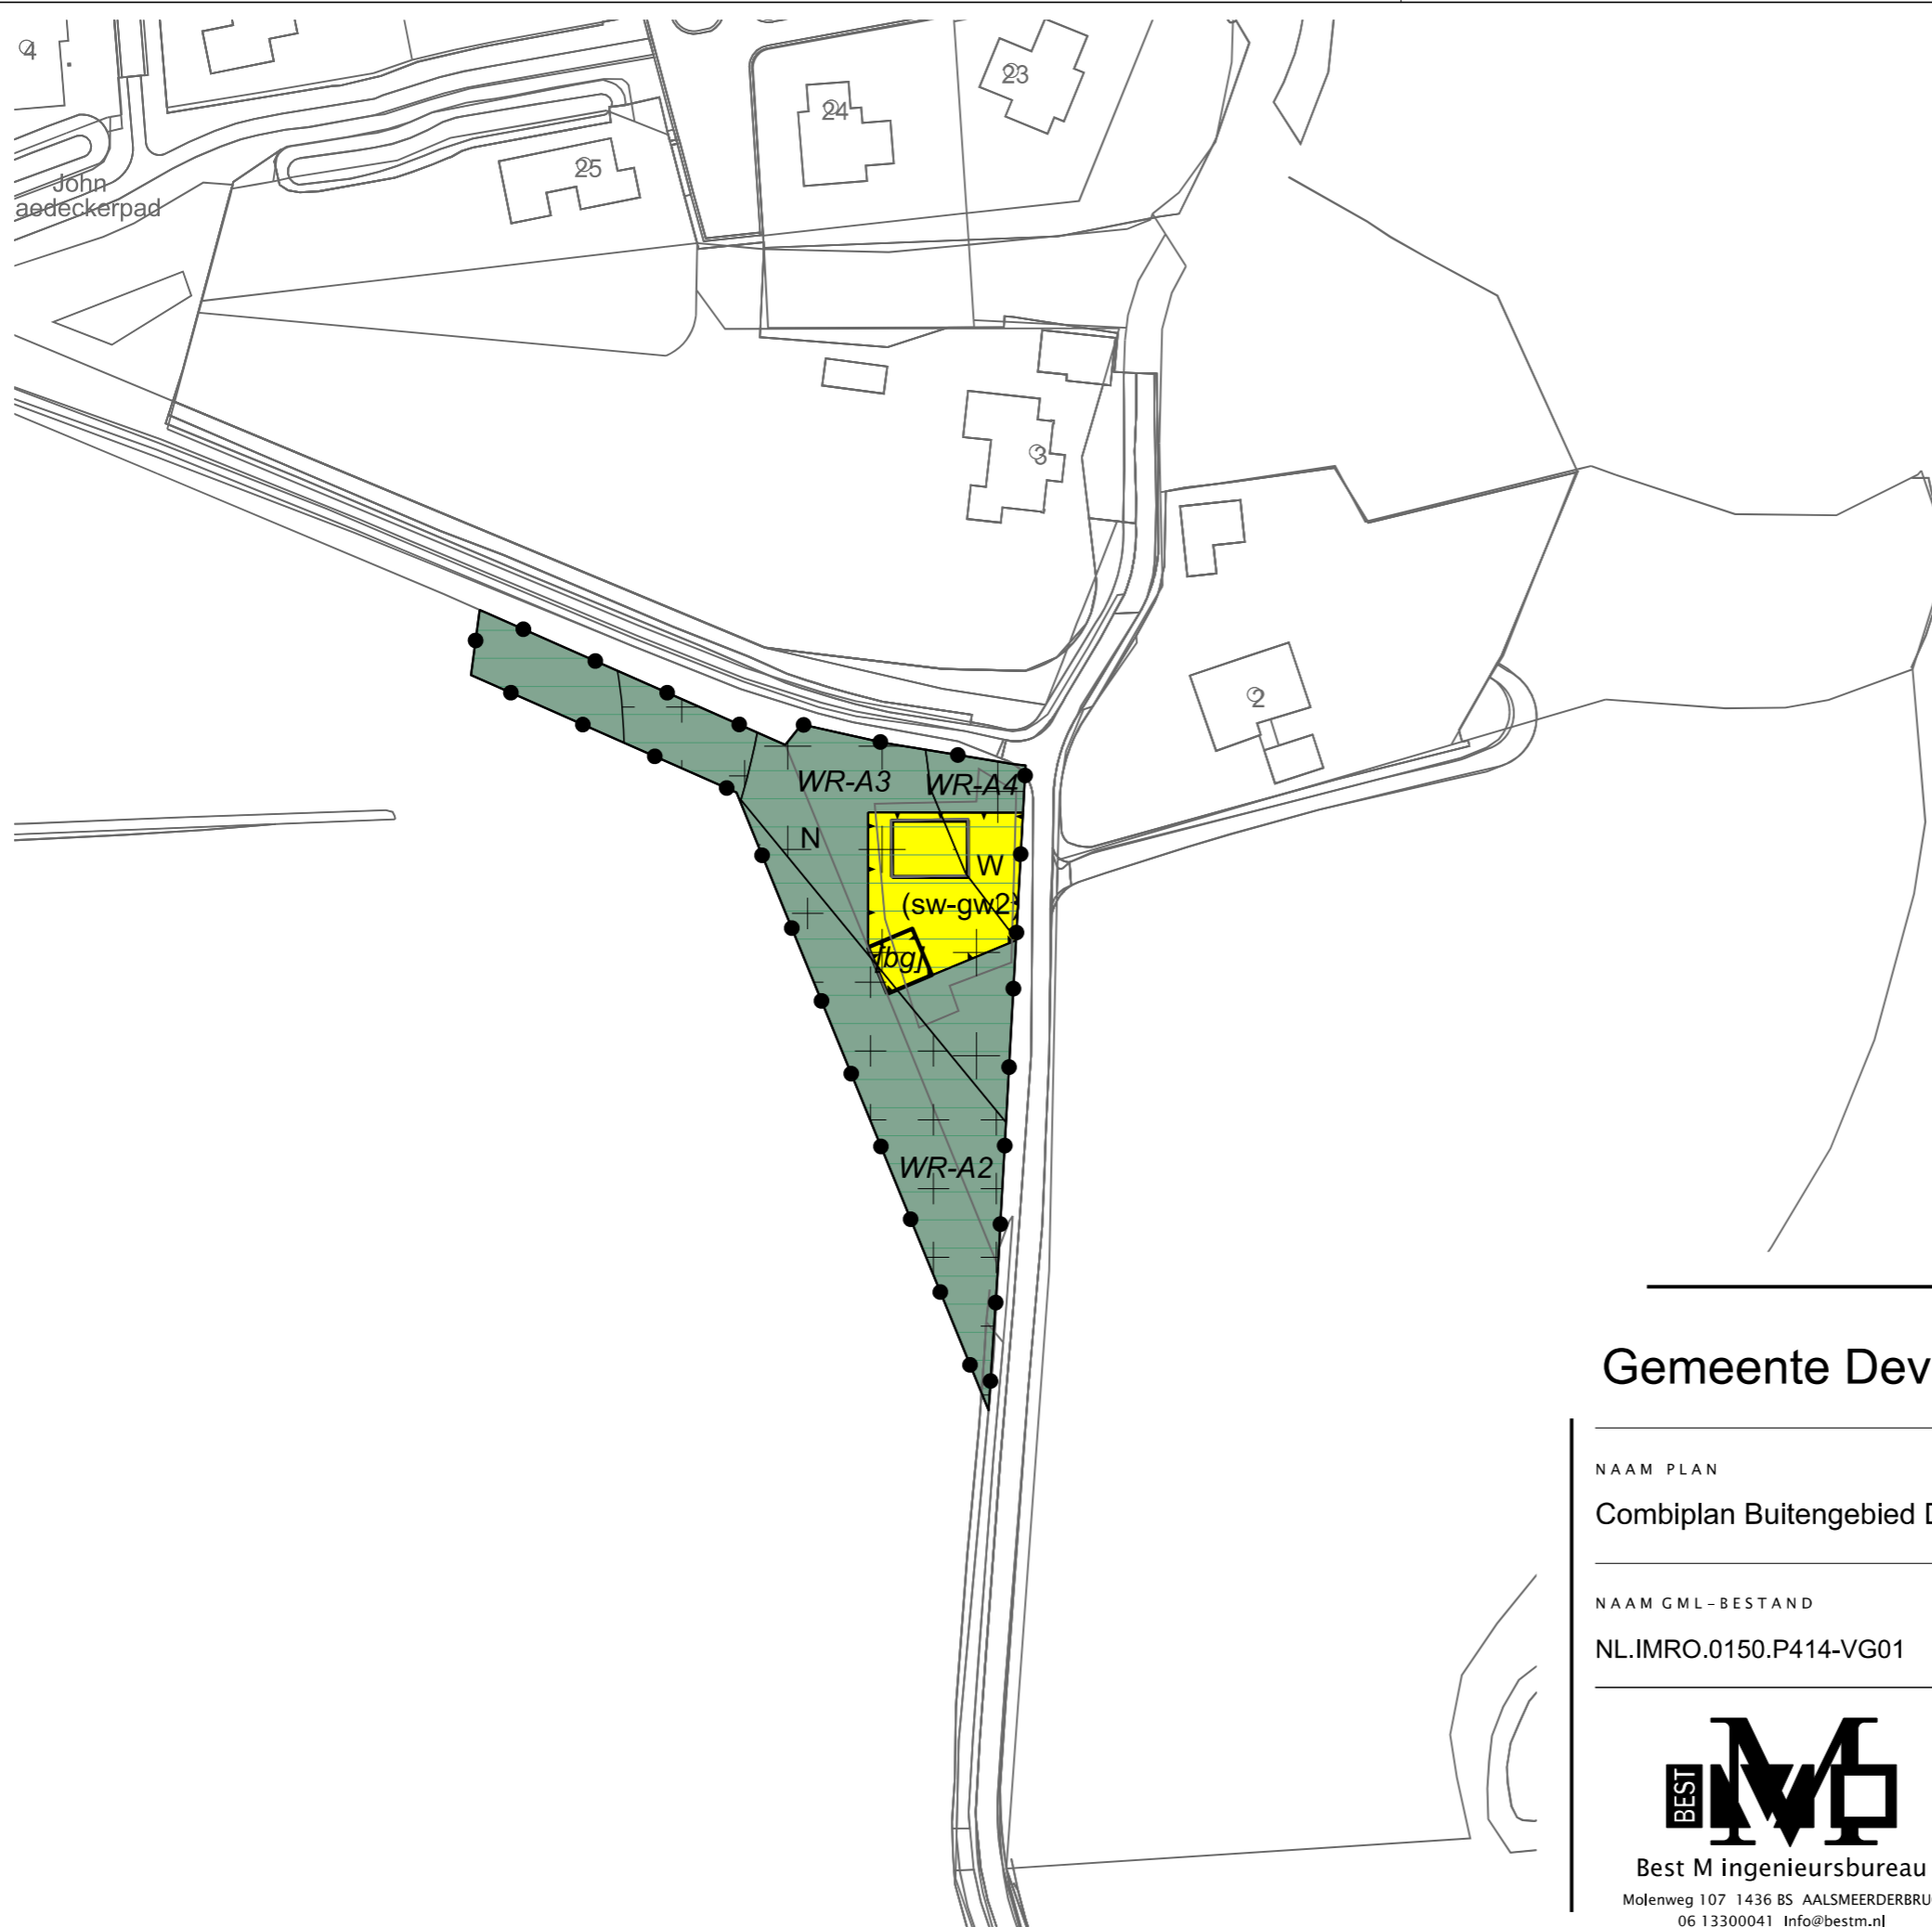 4
23
24
25
John
aedeckerpad
3
2
WR-A3
WR-A4
N
W
(sw-gw2)
[bg]
WR-A2
Gemeente Dev
NAAM PLAN
Combiplan Buitengebied D
NAAM GML-BESTAND
NL.IMRO.0150.P414-VG01
BEST
M
Best M ingenieursbureau
Molenweg 107 1436 BS AALSMEERDERBRU
06 13300041 Info@bestm.nl